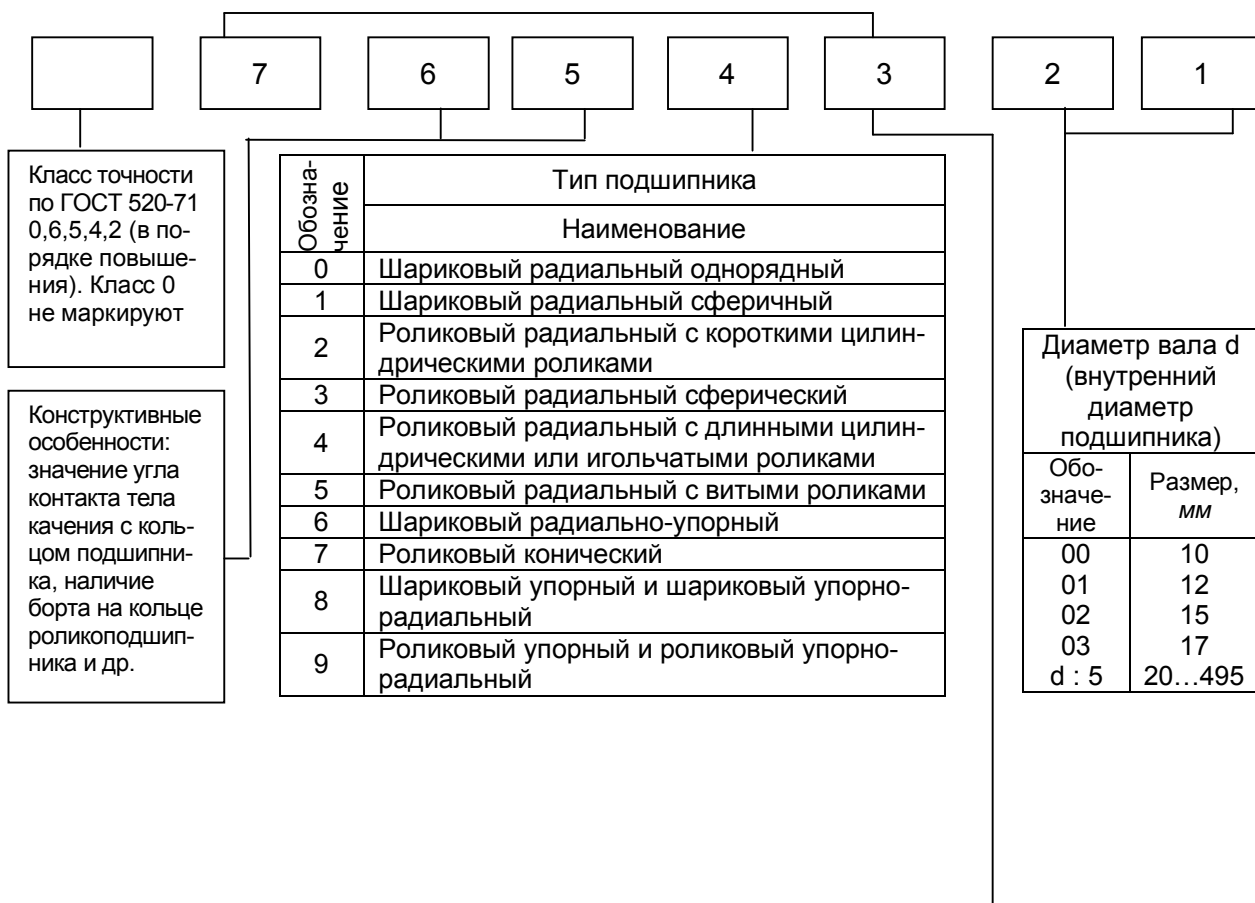 7 6 5 4 3 2 1
Класс точности
по ГОСТ 520-71
0,6,5,4,2 (в по-
рядке повыше-
ния). Класс 0
не маркируют
Конструктивные
особенности:
значение угла
контакта тела
качения с коль-
цом подшипни-
ка, наличие
борта на кольце
роликоподшип-
ника и др.
Обозна-
чение
Тип подшипника
Наименование
0 Шариковый радиальный однорядный
1 Шариковый радиальный сферичный
2 Роликовый радиальный с короткими цилин-
дрическими роликами
3 Роликовый радиальный сферический
4 Роликовый радиальный с длинными цилин-
дрическими или игольчатыми роликами
5 Роликовый радиальный с витыми роликами
6 Шариковый радиально-упорный
7 Роликовый конический
8 Шариковый упорный и шариковый упорно-
радиальный
9 Роликовый упорный и роликовый упорно-
радиальный
Диаметр вала d
(внутренний
диаметр
подшипника)
Обо-
значе-
ние
Размер,
мм
00 10
01 12
02 15
03 17
d : 5 20...495